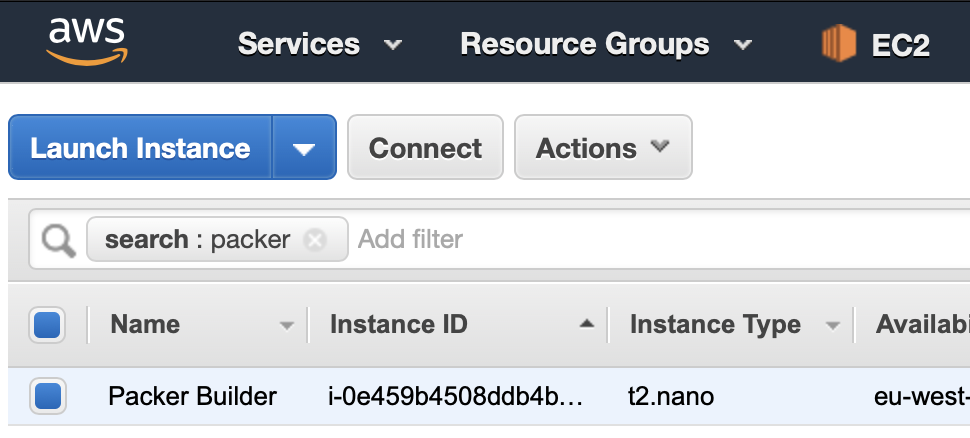 aws Services Resource Groups EC2
Launch Instance Connect Actions
search : packer Add filter
Name Instance ID Instance Type Availabi
Packer Builder i-0e459b4508ddb4b... t2.nano eu-west-